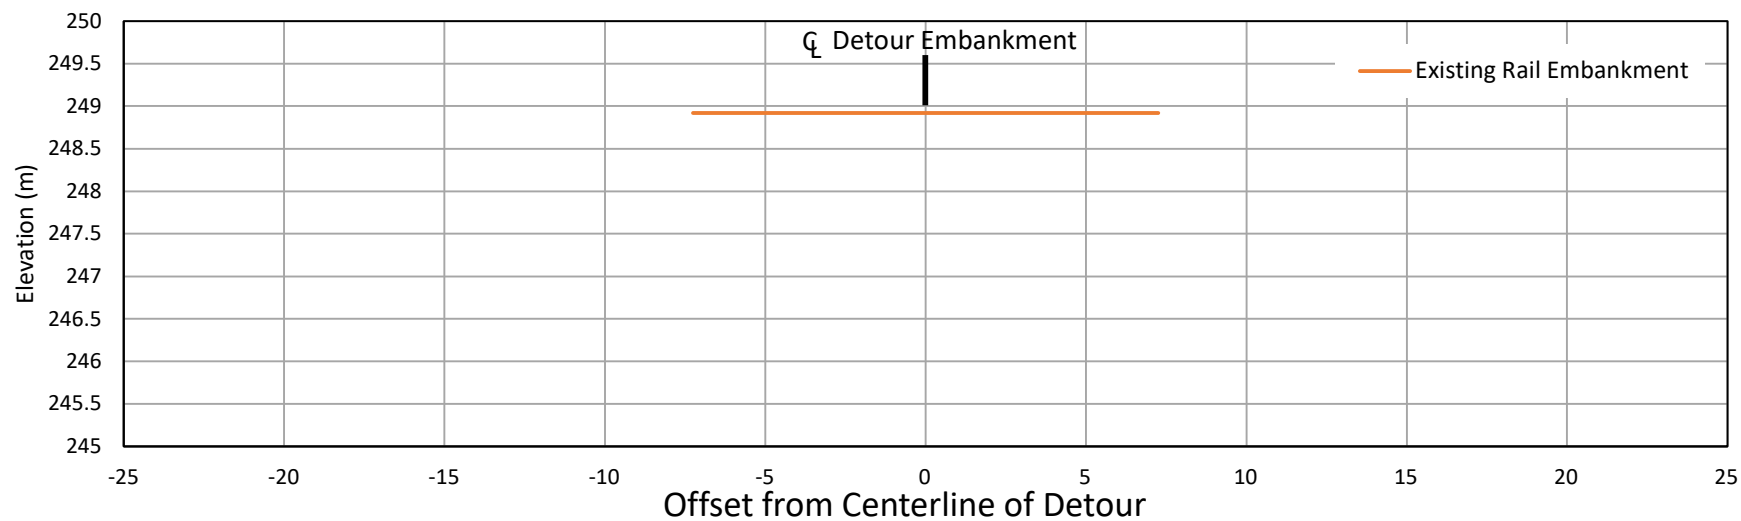 250
249.5
249
248.5
248
247.5
247
246.5
246
245.5
245
Elevation (m)
℄ Detour Embankment
Existing Rail Embankment
-25 -20 -15 -10 -5 0 5 10 15 20 25
Offset from Centerline of Detour